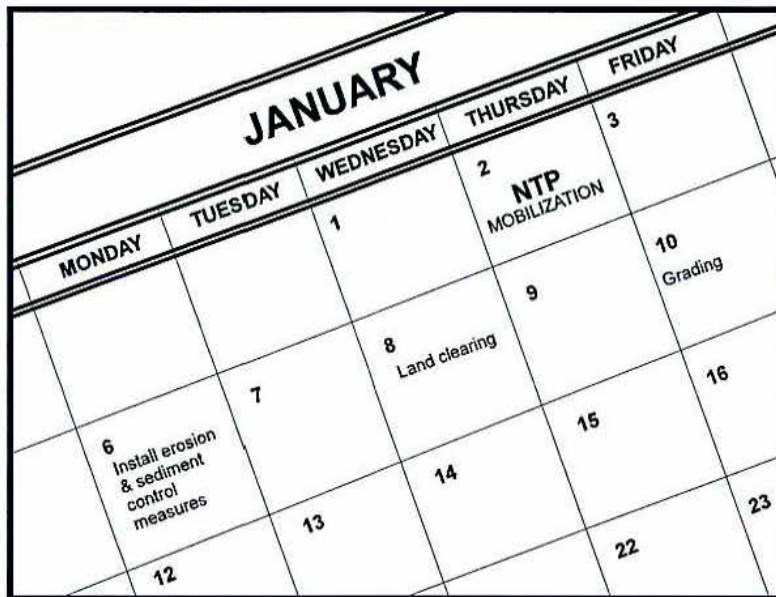 JANUARY
MONDAY TUESDAY WEDNESDAY THURSDAY FRIDAY
1 2 3
NTP
MOBILIZATION
6 7 8 9 10
Install erosion
& sediment
control
measures
Land clearing
Grading
12 13 14 15 16
22 23